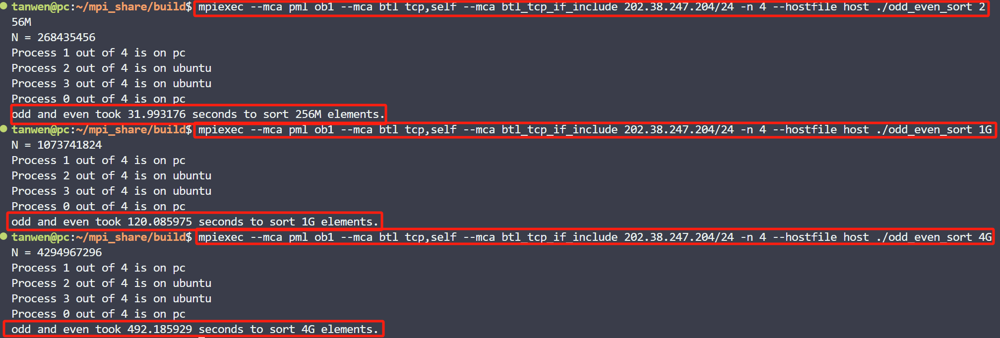 tanwen@pc:~/mpi_share/build$ mpiexec --mca pml ob1 --mca btl tcp,self --mca btl_tcp_if_include 202.38.247.204/24 -n 4 --hostfile host ./odd_even_sort 2
56M
N = 268435456
Process 1 out of 4 is on pc
Process 2 out of 4 is on ubuntu
Process 3 out of 4 is on ubuntu
Process 0 out of 4 is on pc
odd and even took 31.993176 seconds to sort 256M elements.
tanwen@pc:~/mpi_share/build$ mpiexec --mca pml ob1 --mca btl tcp,self --mca btl_tcp_if_include 202.38.247.204/24 -n 4 --hostfile host ./odd_even_sort 1G
N = 1073741824
Process 1 out of 4 is on pc
Process 2 out of 4 is on ubuntu
Process 3 out of 4 is on ubuntu
Process 0 out of 4 is on pc
odd and even took 120.085975 seconds to sort 1G elements.
tanwen@pc:~/mpi_share/build$ mpiexec --mca pml ob1 --mca btl tcp,self --mca btl_tcp_if_include 202.38.247.204/24 -n 4 --hostfile host ./odd_even_sort 4G
N = 4294967296
Process 1 out of 4 is on pc
Process 2 out of 4 is on ubuntu
Process 3 out of 4 is on ubuntu
Process 0 out of 4 is on pc
odd and even took 492.185929 seconds to sort 4G elements.